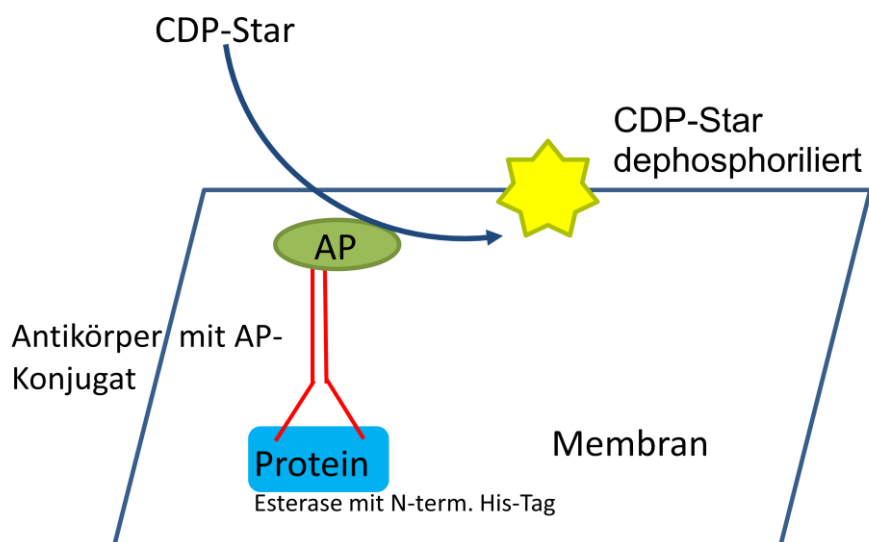 CDP-Star
CDP-Star
dephosphoriliert
AP
Antikörper mit AP-
Konjugat
Protein
Membran
Esterase mit N-term. His-Tag